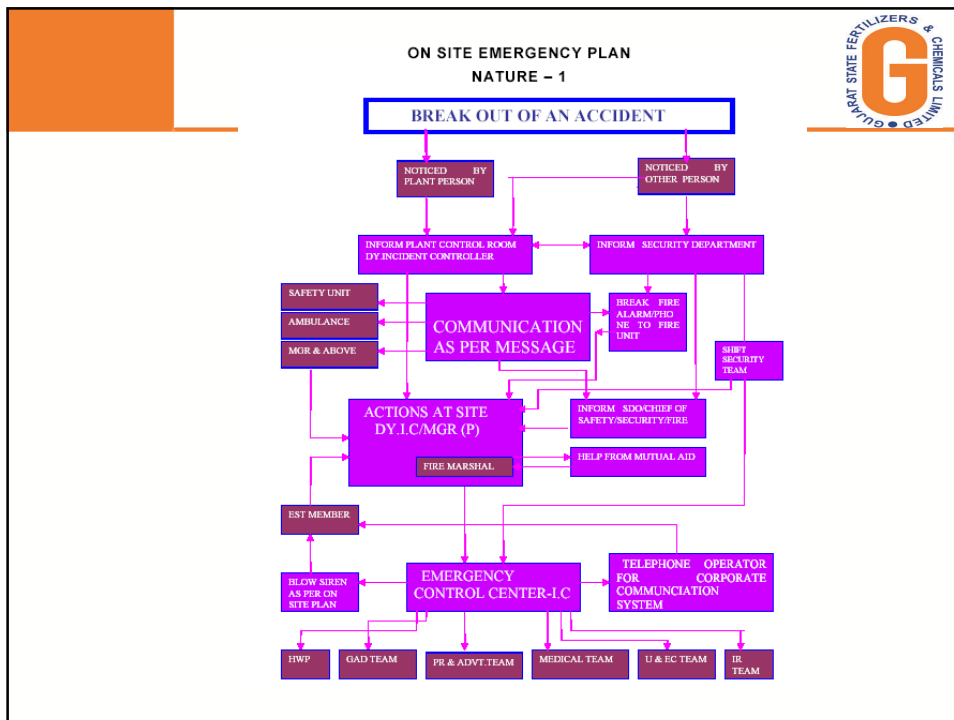 GUJARAT STATE FERTILIZERS & CHEMICALS LIMITED
G
ON SITE EMERGENCY PLAN
NATURE – 1
BREAK OUT OF AN ACCIDENT
NOTICED BY
PLANT PERSON
NOTICED BY
OTHER PERSON
INFORM PLANT CONTROL ROOM
DY.INCIDENT CONTROLLER
INFORM SECURITY DEPARTMENT
SAFETY UNIT
AMBULANCE
MGR & ABOVE
COMMUNICATION
AS PER MESSAGE
BREAK FIRE
ALARM/PHO
NE TO FIRE
UNIT
SHIFT
SECURITY
TEAM
ACTIONS AT SITE
DY.I.C/MGR (P)
FIRE MARSHAL
INFORM SDO/CHIEF OF
SAFETY/SECURITY/FIRE
HELP FROM MUTUAL AID
EST MEMBER
BLOW SIREN
AS PER ON
SITE PLAN
EMERGENCY
CONTROL CENTER-I.C
TELEPHONE OPERATOR
FOR CORPORATE
COMMUNCIATION
SYSTEM
HWP
GAD TEAM
PR & ADVT.TEAM
MEDICAL TEAM
U & EC TEAM
IR
TEAM